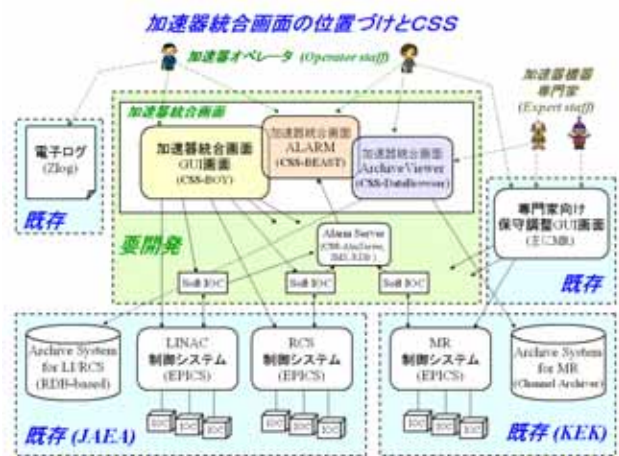 加速器統合画面の位置づけとCSS
加速器オペレータ (Operator staff)
加速器機器
専門家
(Expert staff)
加速器統合画面
電子ログ
(Zlog)
既存
加速器統合画面
GUI画面
(CSS-BOY)
加速器統合画面
ALARM
(CSS-BEAST)
加速器統合画面
ArchiveViewer
(CSS-DataBrowser)
要開発
Alarm Server
専門家向け
保守調整GUI画面
(主にMR)
既存
Soft IOC
Soft IOC
Soft IOC
Archive System
for LI/RCS
(RDB-based)
LINAC
制御システム
(EPICS)
RCS
制御システム
(EPICS)
MR
制御システム
(EPICS)
Archive System
for MR
(Channel Archiver)
IOC
IOC
IOC
IOC
IOC
IOC
IOC
IOC
IOC
既存 (JAEA)
既存 (KEK)